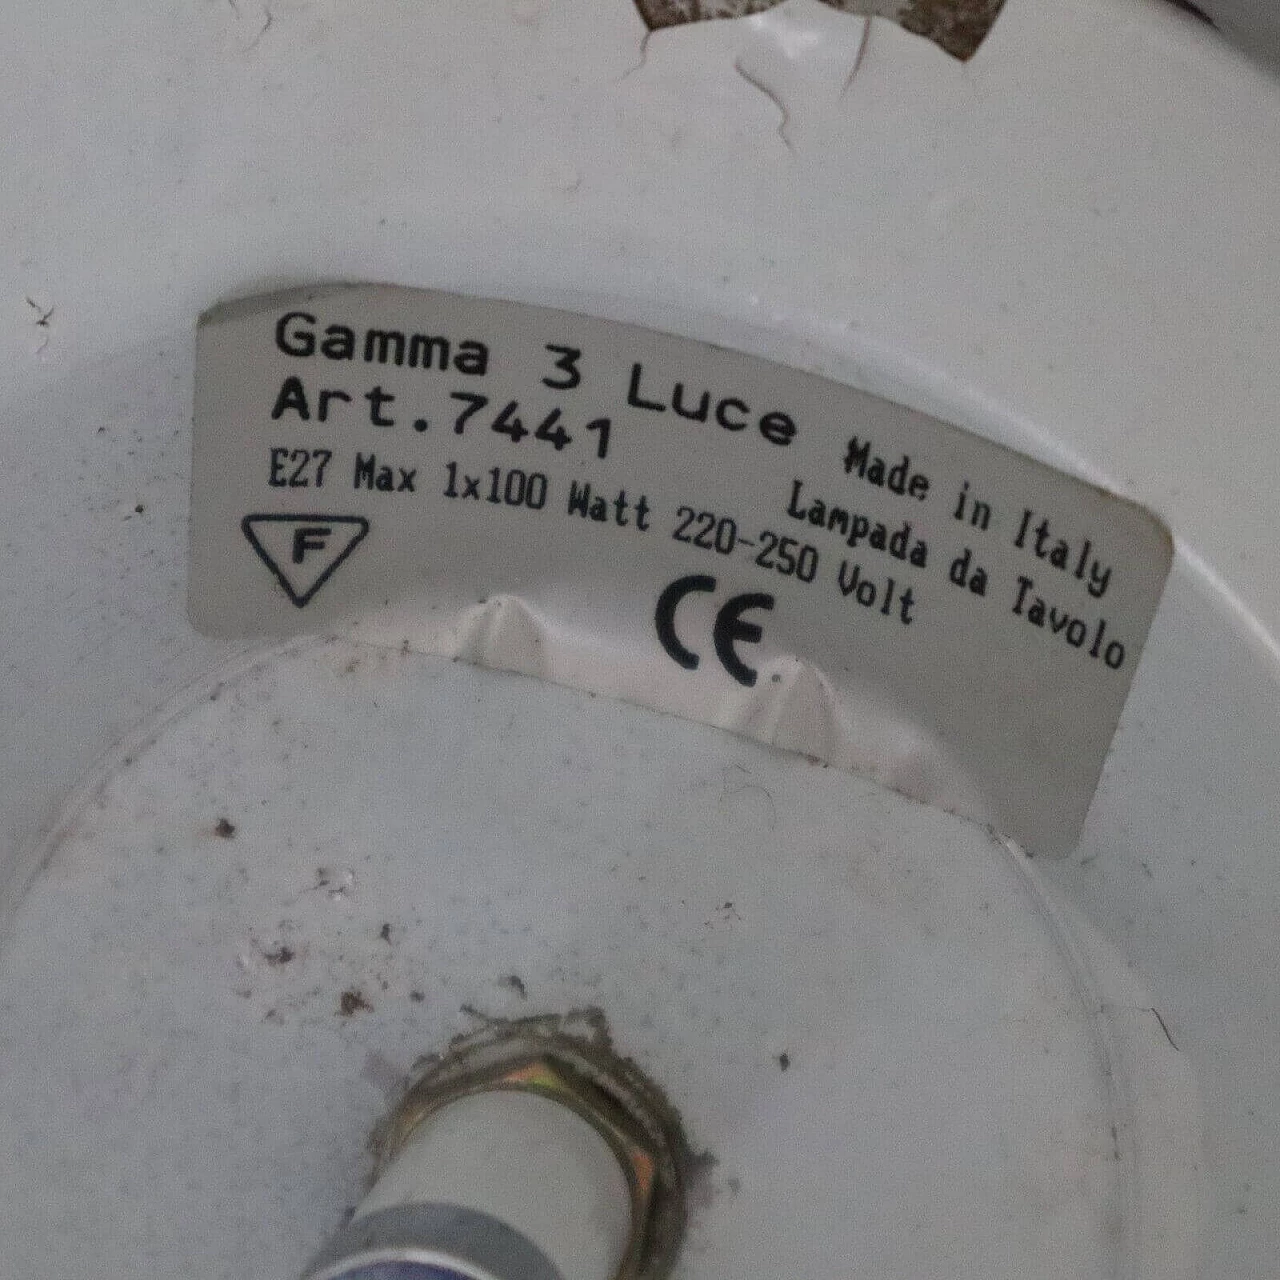 Gamma 3 Luce
Art.7441
Made in Italy
Lampada da Tavolo
E27 Max 1x100 Watt 220-250 Volt
F
CE